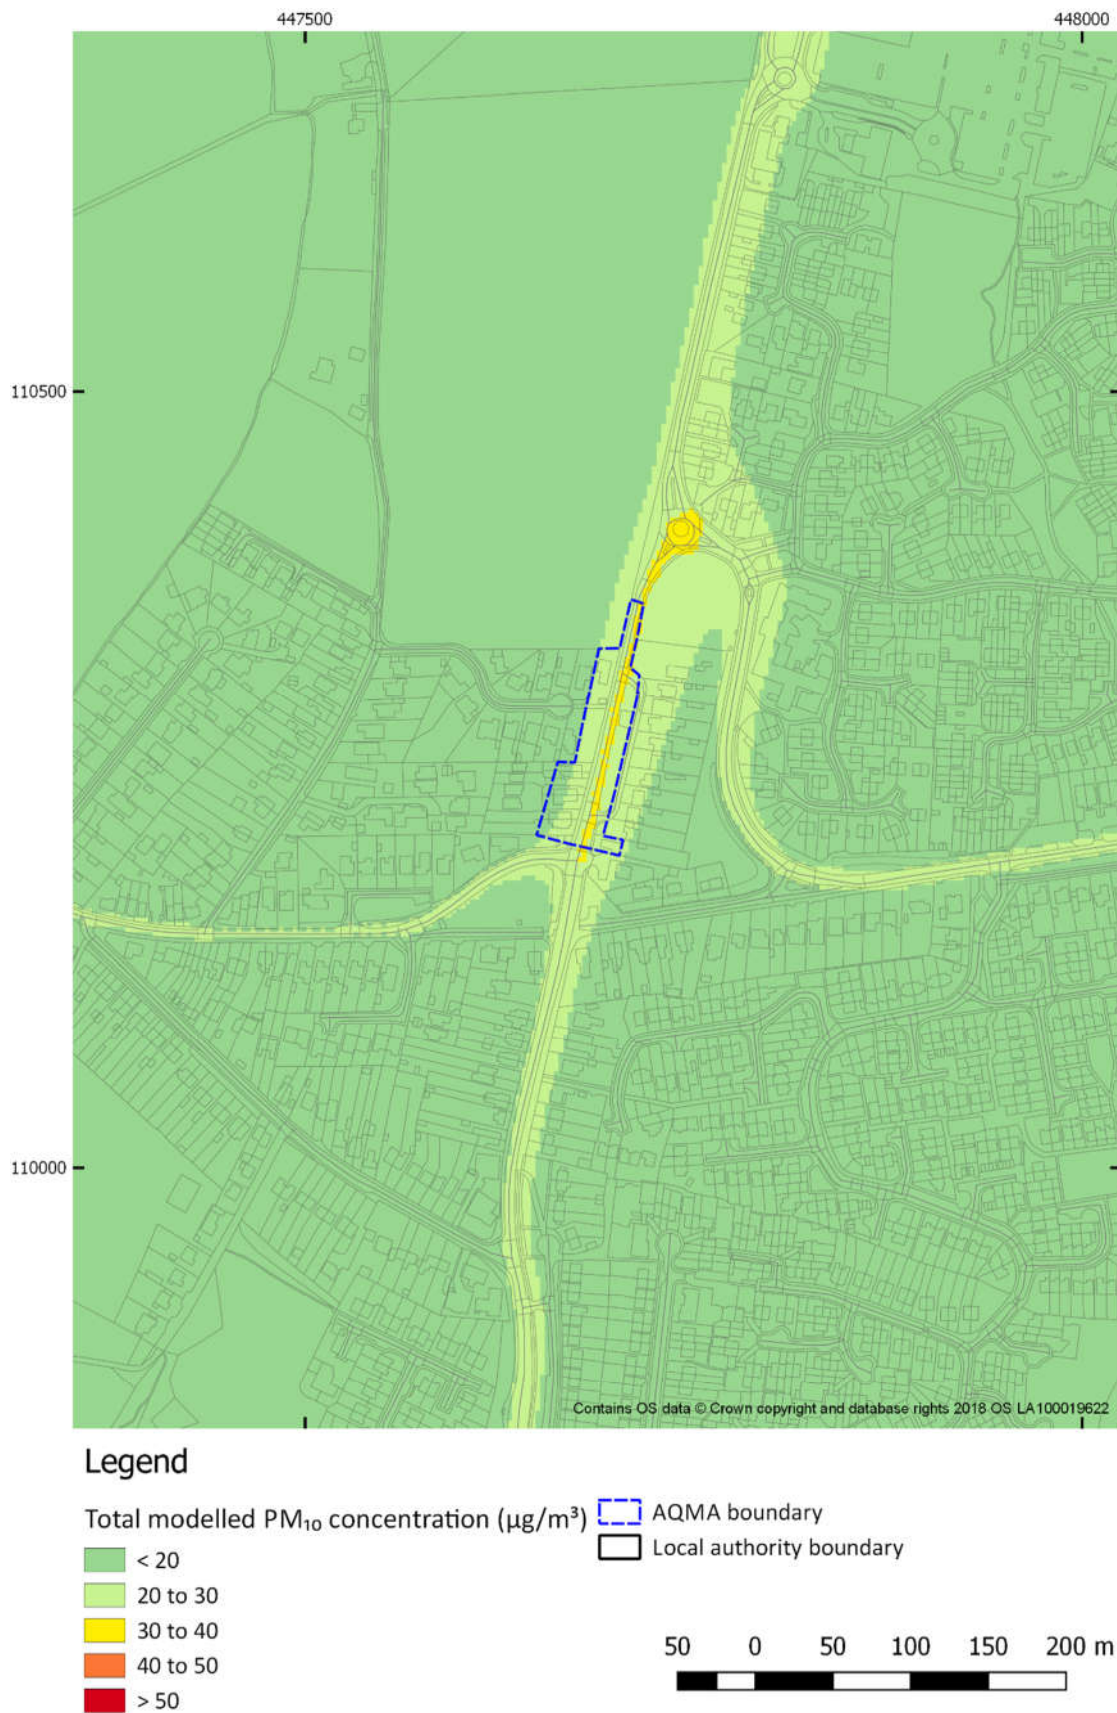 447500 448000
110500
110000
Contains OS data © Crown copyright and database rights 2018 OS LA100019622
Legend
Total modelled PM₁₀ concentration (µg/m³)
< 20
20 to 30
30 to 40
40 to 50
> 50
AQMA boundary
Local authority boundary
50 0 50 100 150 200 m